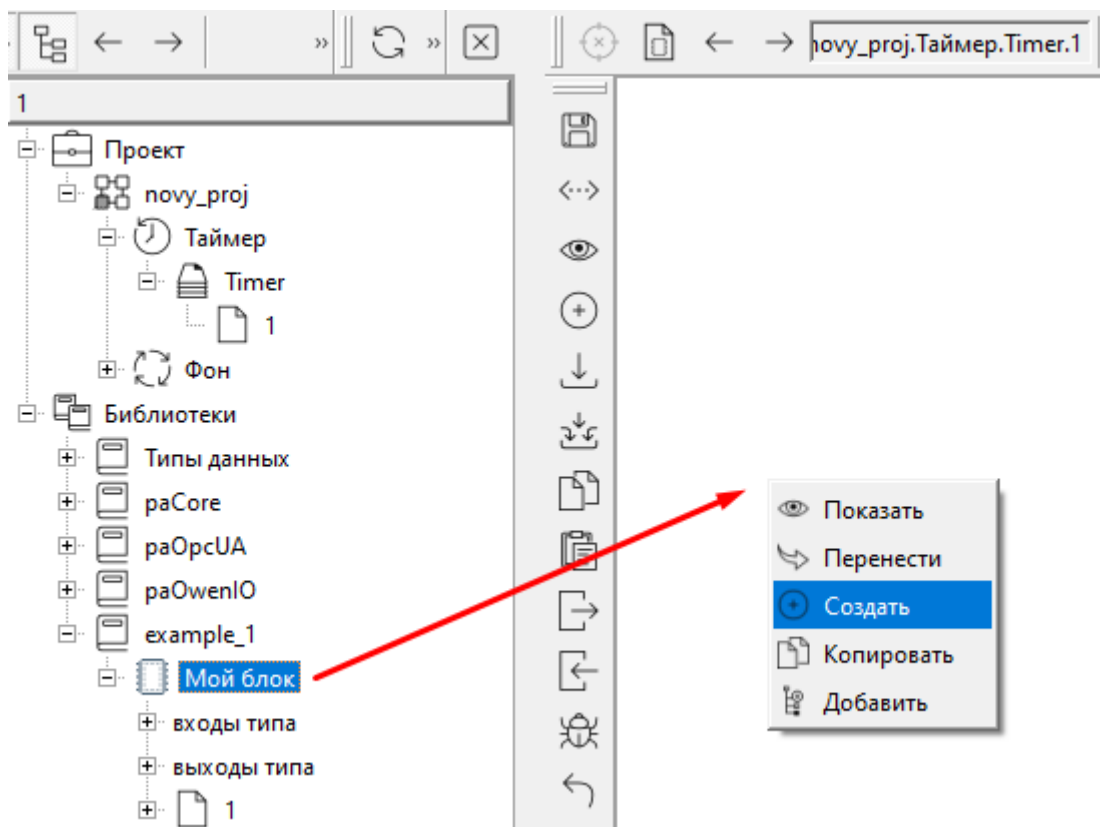 »
»
novy_proj.Таймер.Timer.1
1
Проект
novy_proj
Таймер
Timer
1
Фон
Библиотеки
Типы данных
paCore
paOpcUA
paOwenIO
example_1
Мой блок
входы типа
выходы типа
1
Показать
Перенести
Создать
Копировать
Добавить